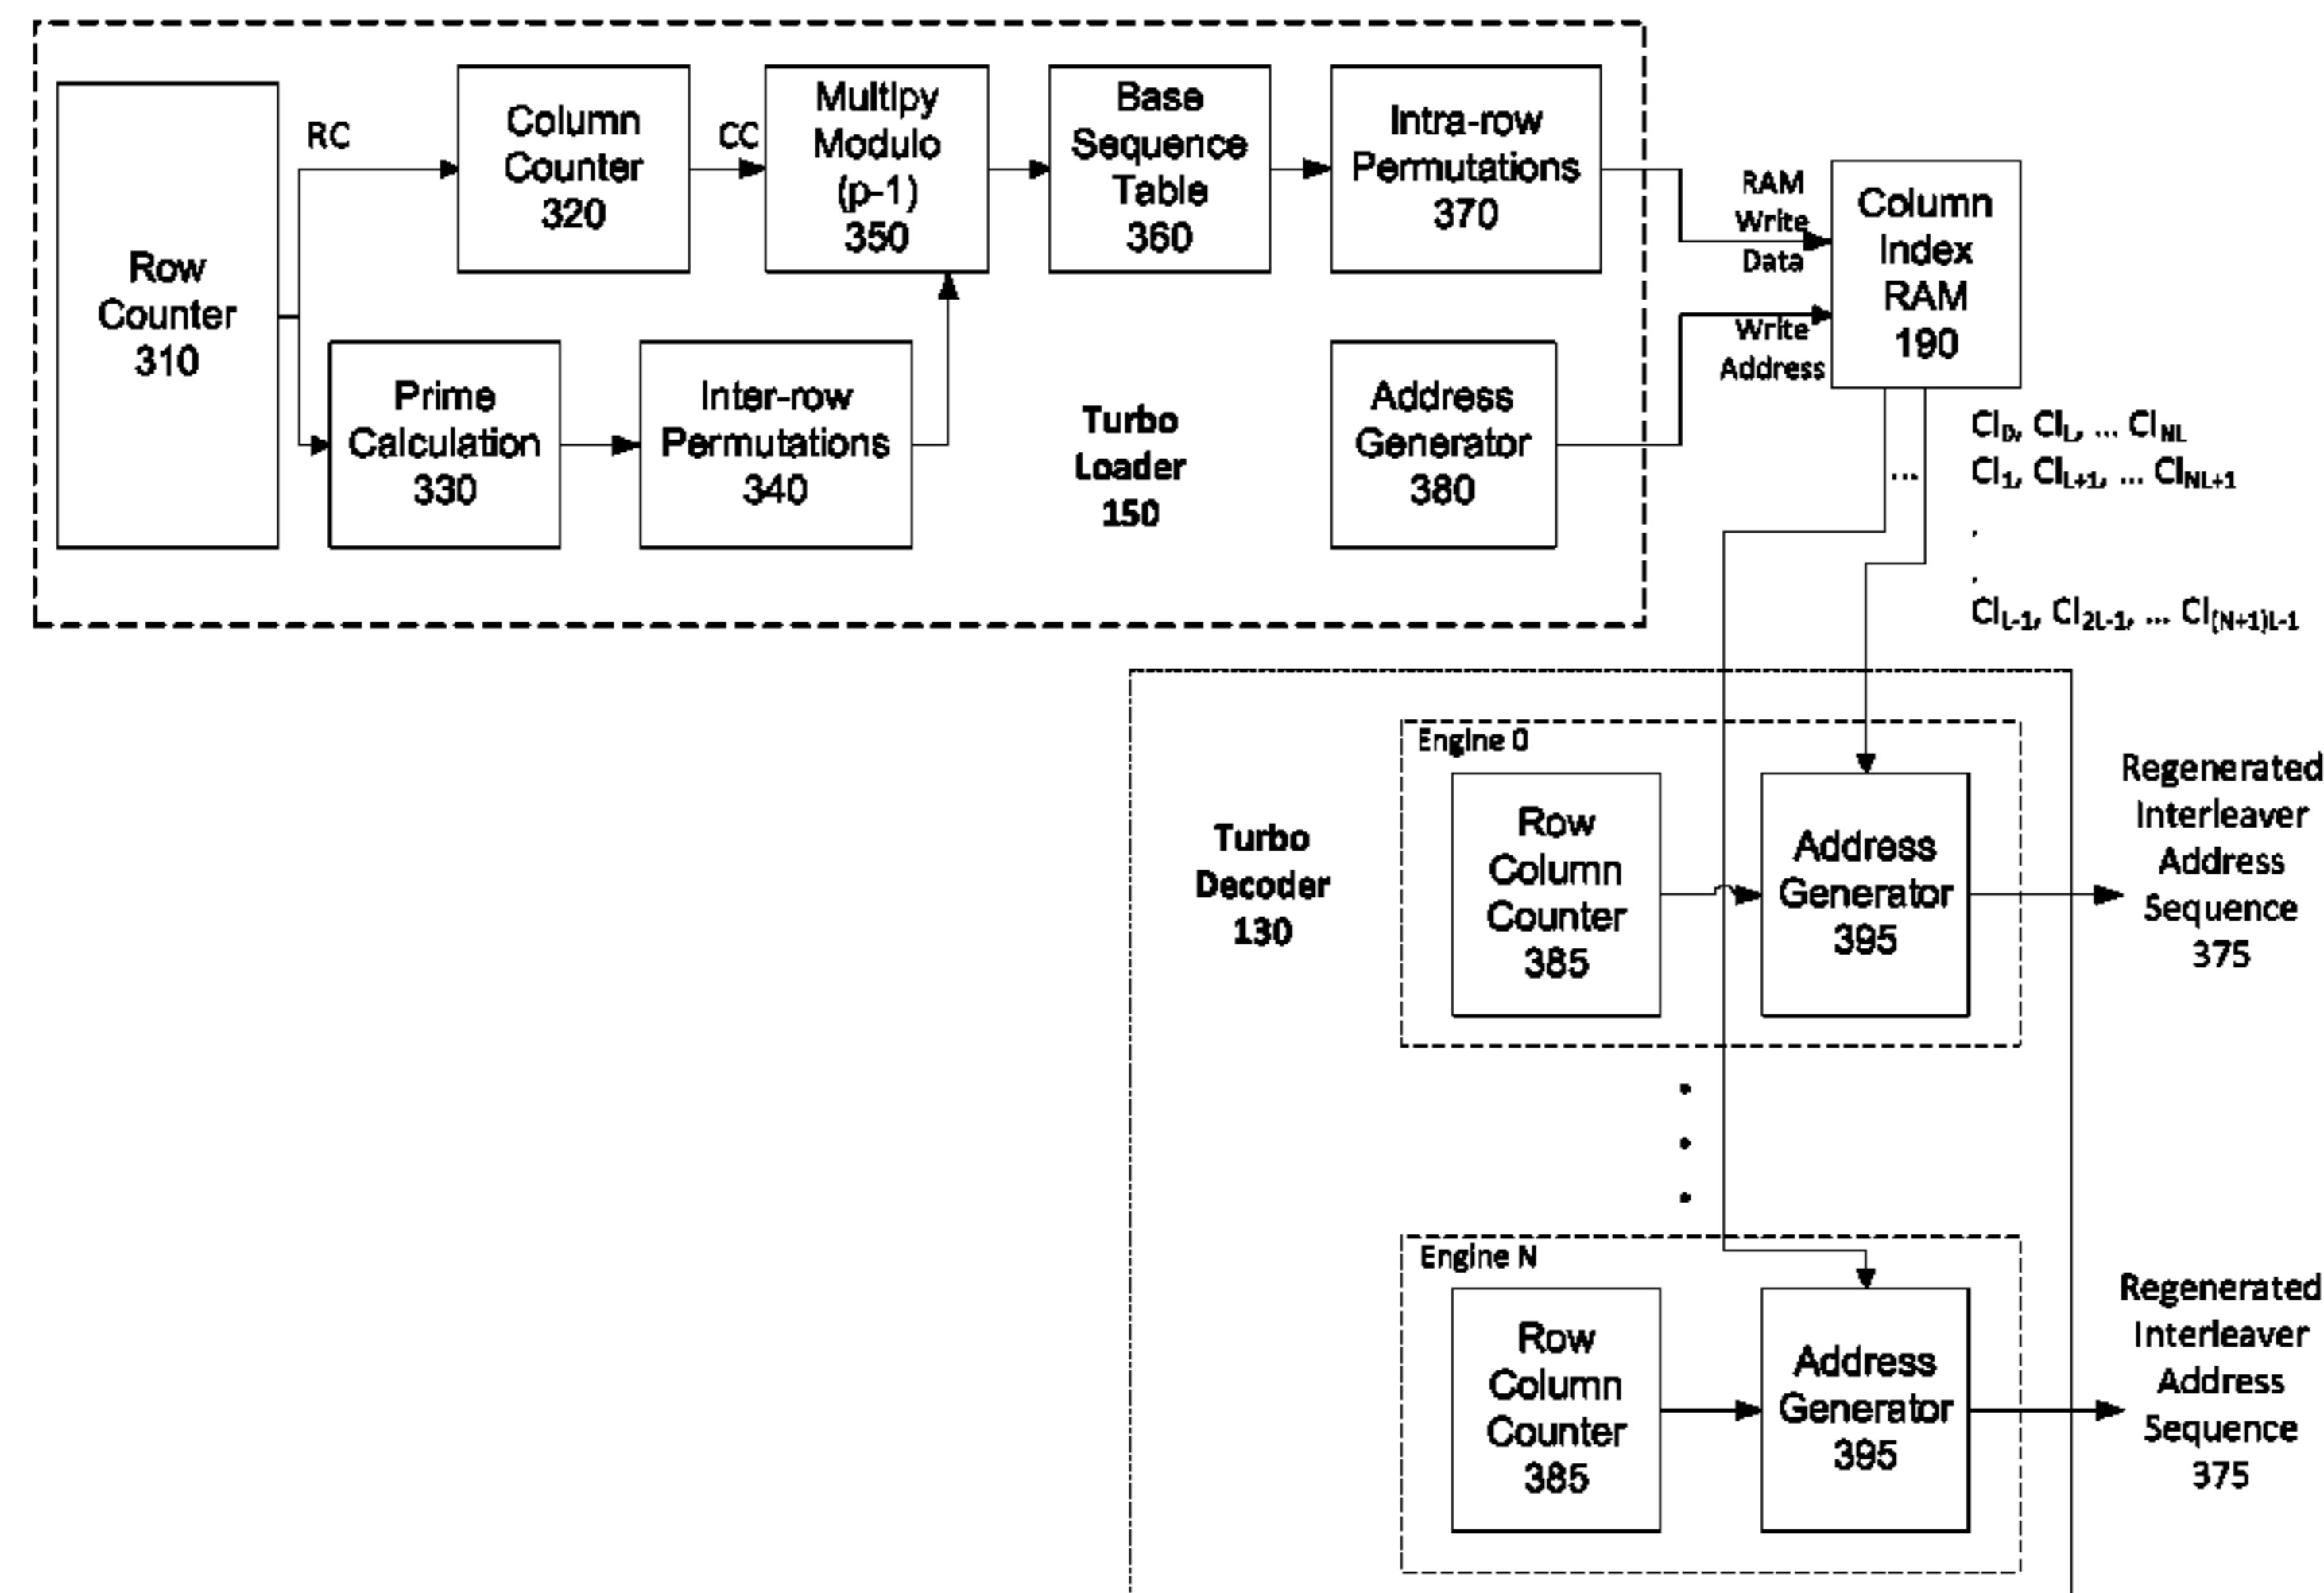 Row
Counter
310
RC
Column
Counter
320
CC
Multipy
Modulo
(p-1)
350
Base
Sequence
Table
360
Intra-row
Permutations
370
RAM
Write
Data
Column
Index
RAM
190
Prime
Calculation
330
Inter-row
Permutations
340
Turbo
Loader
150
Address
Generator
380
Write
Address
...
CI0, CIL, ... CINL
CI1, CIL+1, ... CINL+1
.
.
CIL-1, CI2L-1, ... CI(N+1)L-1
Turbo
Decoder
130
Engine 0
Row
Column
Counter
385
Address
Generator
395
Regenerated
Interleaver
Address
Sequence
375
Engine N
Row
Column
Counter
385
Address
Generator
395
Regenerated
Interleaver
Address
Sequence
375